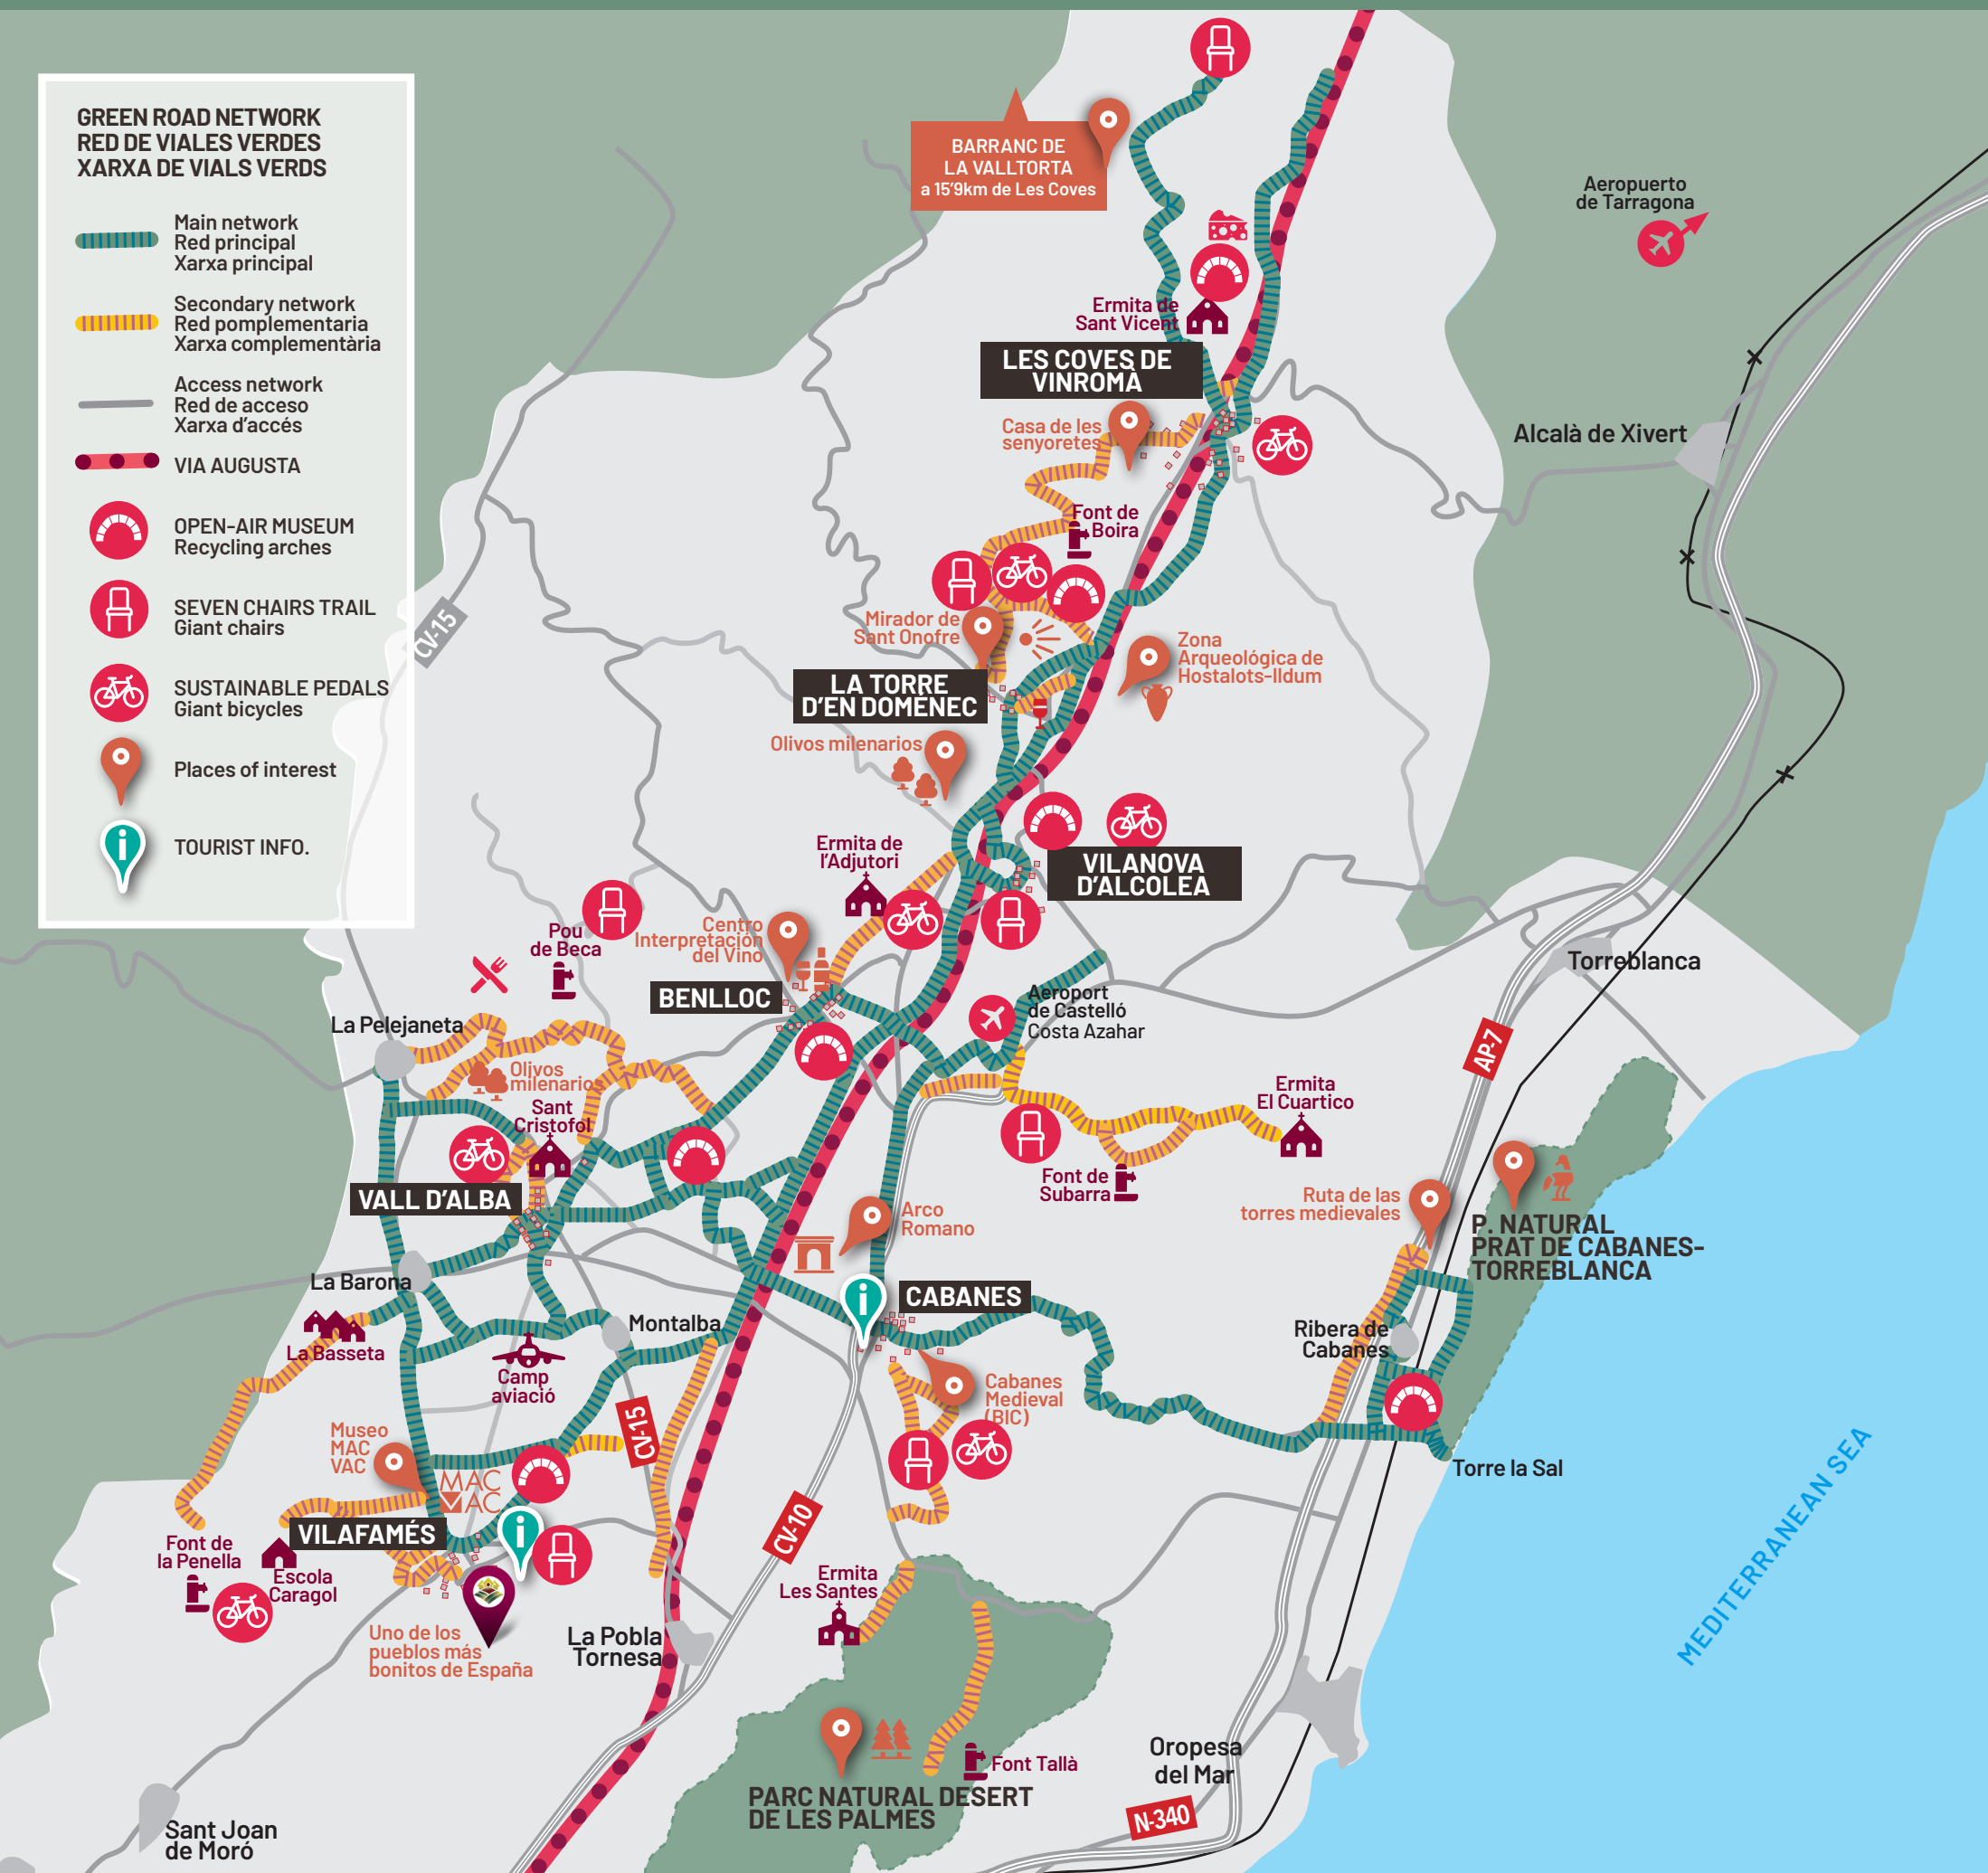 GREEN ROAD NETWORK
RED DE VIALES VERDES
XARXA DE VIALS VERDS
Main network
Red principal
Xarxa principal
Secondary network
Red pomplementaria
Xarxa complementària
Access network
Red de acceso
Xarxa d'accés
VIA AUGUSTA
OPEN-AIR MUSEUM
Recycling arches
SEVEN CHAIRS TRAIL
Giant chairs
SUSTAINABLE PEDALS
Giant bicycles
Places of interest
TOURIST INFO.
BARRANC DE
LA VALLTORTA
a 15'9km de Les Coves
Aeropuerto
de Tarragona
Ermita de
Sant Vicent
LES COVES DE
VINROMÀ
Casa de les
senyoretes
Alcalà de Xivert
Font de
Boira
CV-15
Mirador de
Sant Onofre
Zona
Arqueológica de
Hostalots-Ildum
LA TORRE
D'EN DOMÈNEC
Olivos milenarios
Ermita de
l'Adjutori
VILANOVA
D'ALCOLEA
Centro
Interpretación
del Vino
Pou
de Beca
BENLLOC
Torreblanca
Aeroport
de Castelló
Costa Azahar
La Pelejaneta
AP-7
Olivos
milenarios
Sant
Cristofol
Ermita
El Cuartico
VALL D'ALBA
Font de
Subarra
Ruta de las
torres medievales
Arco
Romano
P. NATURAL
PRAT DE CABANES-
TORREBLANCA
La Barona
CABANES
Montalba
La Basseta
Ribera de
Cabanes
Camp
aviació
Cabanes
Medieval
(BIC)
CV-15
Museo
MAC
VAC
MAC
VAC
Torre la Sal
MEDITERRANEAN SEA
VILAFAMÉS
CV-10
Font de
la Penella
Escola
Caragol
Ermita
Les Santes
Uno de los
pueblos más
bonitos de España
La Pobla
Tornesa
Oropesa
del Mar
Font Tallà
PARC NATURAL DESERT
DE LES PALMES
N-340
Sant Joan
de Moró